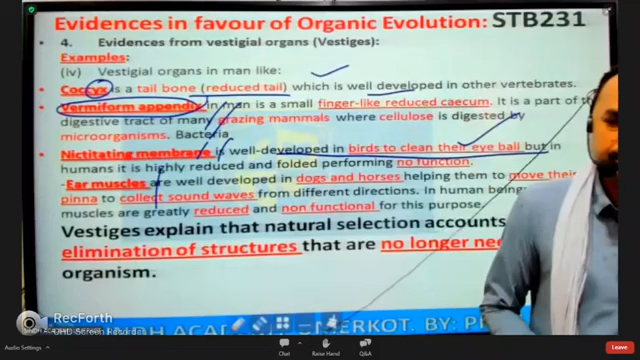 Evidences in favour of Organic Evolution: STB231
• 4. Evidences from vestigial organs (Vestiges):
Examples:
(iv) Vestigial organs in man like:
• Coccyx is a tail bone (reduced tail) which is well developed in other vertebrates.
• Vermiform appendix in man is a small finger-like reduced caecum. It is a part of
digestive tract of many grazing mammals where cellulose is digested by
microorganisms. Bacteria
• Nictitating membrane is well-developed in birds to clean their eye ball but in
humans it is highly reduced and folded performing no function.
-Ear muscles are well developed in dogs and horses helping them to move their
pinna to collect sound waves from different directions. In human being
muscles are greatly reduced and non functional for this purpose.
Vestiges explain that natural selection accounts
elimination of structures that are no longer
organism.
RecForth
UHD Screen Recorder
BY:
Audio Settings
Chat
Raise Hand
Q&A
Leave